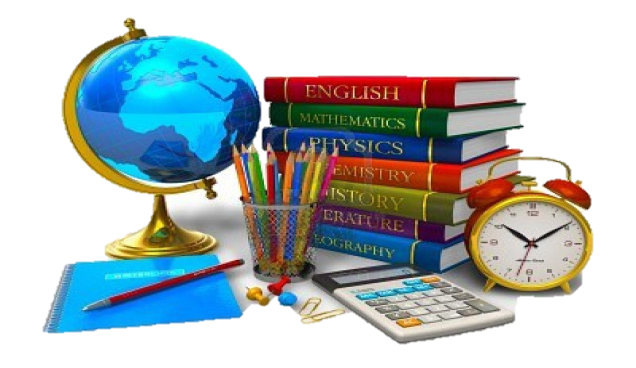 ENGLISH
MATHEMATICS
PHYSICS
EMISTRY
ISTORY
ERATURE
EOGRAPHY